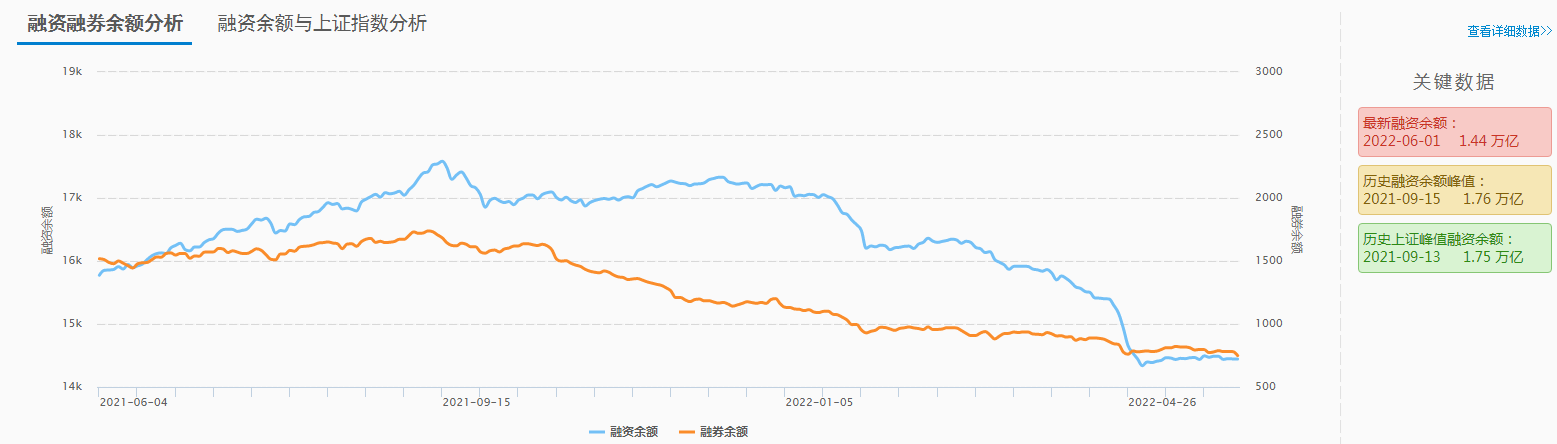 融资融券余额分析
融资余额与上证指数分析
查看详细数据>>
19k
18k
17k
16k
15k
14k
融资余额
3000
2500
2000
1500
1000
500
融券余额
2021-06-04
2021-09-15
2022-01-05
2022-04-26
融资余额
融券余额
关键数据
最新融资余额：
2022-06-01 1.44 万亿
历史融资余额峰值：
2021-09-15 1.76 万亿
历史上证峰值融资余额：
2021-09-13 1.75 万亿